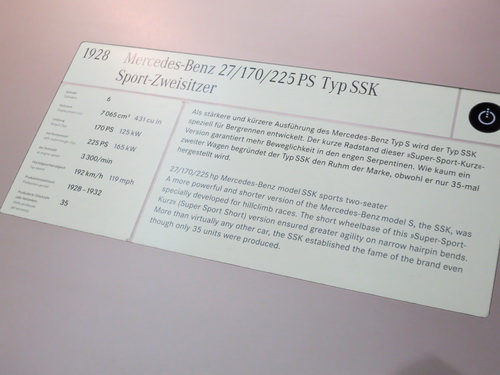 1928 Mercedes-Benz 27/170/225 PS Typ SSK
Sport-Zweisitzer
6
7065 cm³ 431 cu in
170 PS 125 kW
225 PS 165 kW
3300/min
192 km/h 119 mph
1928 - 1932
35
Als stärkere und kürzere Ausführung des Mercedes-Benz Typ S wird der Typ SSK
speziell für Bergrennen entwickelt. Der kurze Radstand dieser »Super-Sport-Kurz«-
Version garantiert mehr Beweglichkeit in den engen Serpentinen. Wie kaum ein
zweiter Wagen begründet der Typ SSK den Ruhm der Marke, obwohl er nur 35-mal
hergestellt wird.
27/170/225 hp Mercedes-Benz model SSK sports two-seater
A more powerful and shorter version of the Mercedes-Benz model S, the SSK, was
specially developed for hillclimb races. The short wheelbase of this »Super-Sport-
Kurz« (Super Sport Short) version ensured greater agility on narrow hairpin bends.
More than virtually any other car, the SSK established the fame of the brand even
though only 35 units were produced.